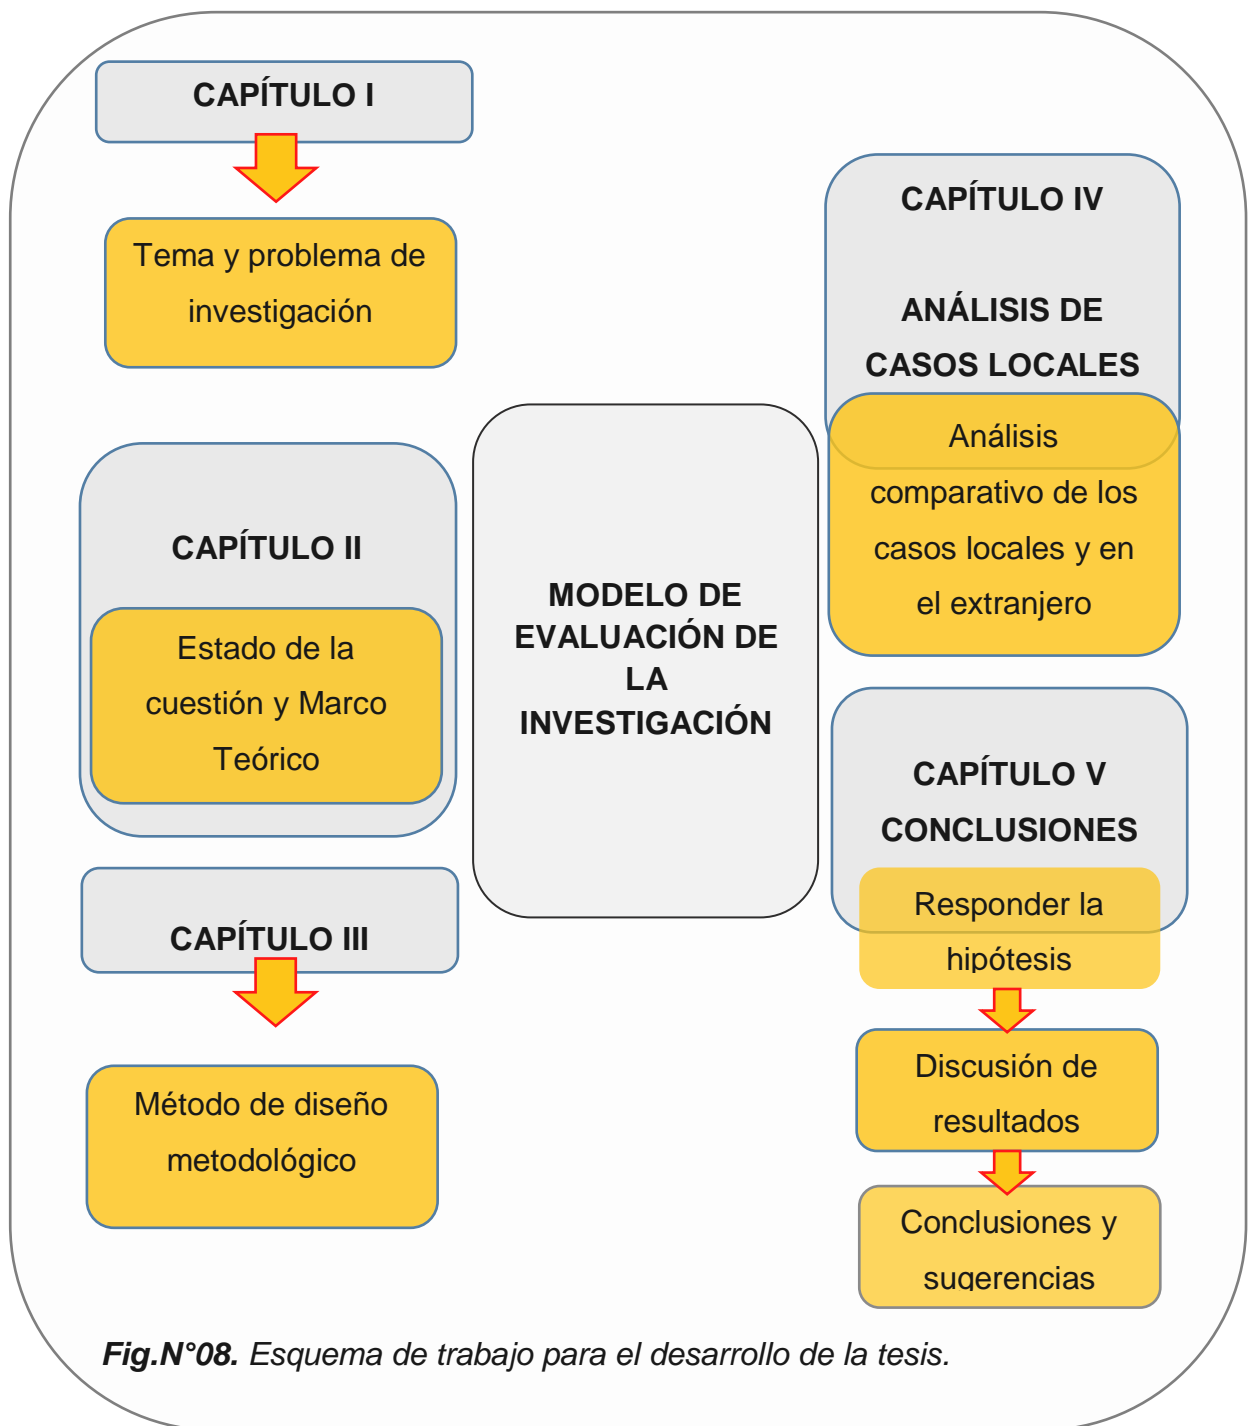 CAPÍTULO I
Tema y problema de
investigación
CAPÍTULO II
Estado de la
cuestión y Marco
Teórico
CAPÍTULO III
Método de diseño
metodológico
MODELO DE
EVALUACIÓN DE
LA
INVESTIGACIÓN
CAPÍTULO IV
ANÁLISIS DE
CASOS LOCALES
Análisis
comparativo de los
casos locales y en
el extranjero
CAPÍTULO V
CONCLUSIONES
Responder la
hipótesis
Discusión de
resultados
Conclusiones y
sugerencias
Fig.N°08. Esquema de trabajo para el desarrollo de la tesis.